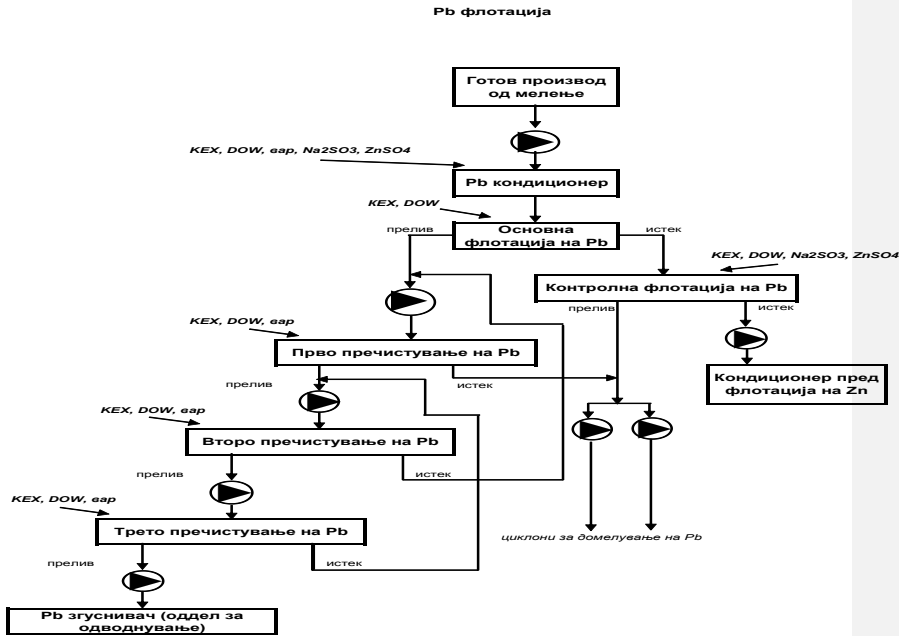 Pb флотација
Готов производ
од мелење
KEX, DOW, вар, Na2SO3, ZnSO4
Pb кондиционер
KEX, DOW
Основна
флотација на Pb
прелив
истек
KEX, DOW, Na2SO3, ZnSO4
Контролна флотација на Pb
прелив
истек
KEX, DOW, вар
Прво пречистување на Pb
Кондиционер пред
флотација на Zn
прелив
истек
KEX, DOW, вар
Второ пречистување на Pb
прелив
истек
KEX, DOW, вар
Трето пречистување на Pb
циклони за домелување на Pb
прелив
истек
Pb згуснивач (оддел за
одводнување)